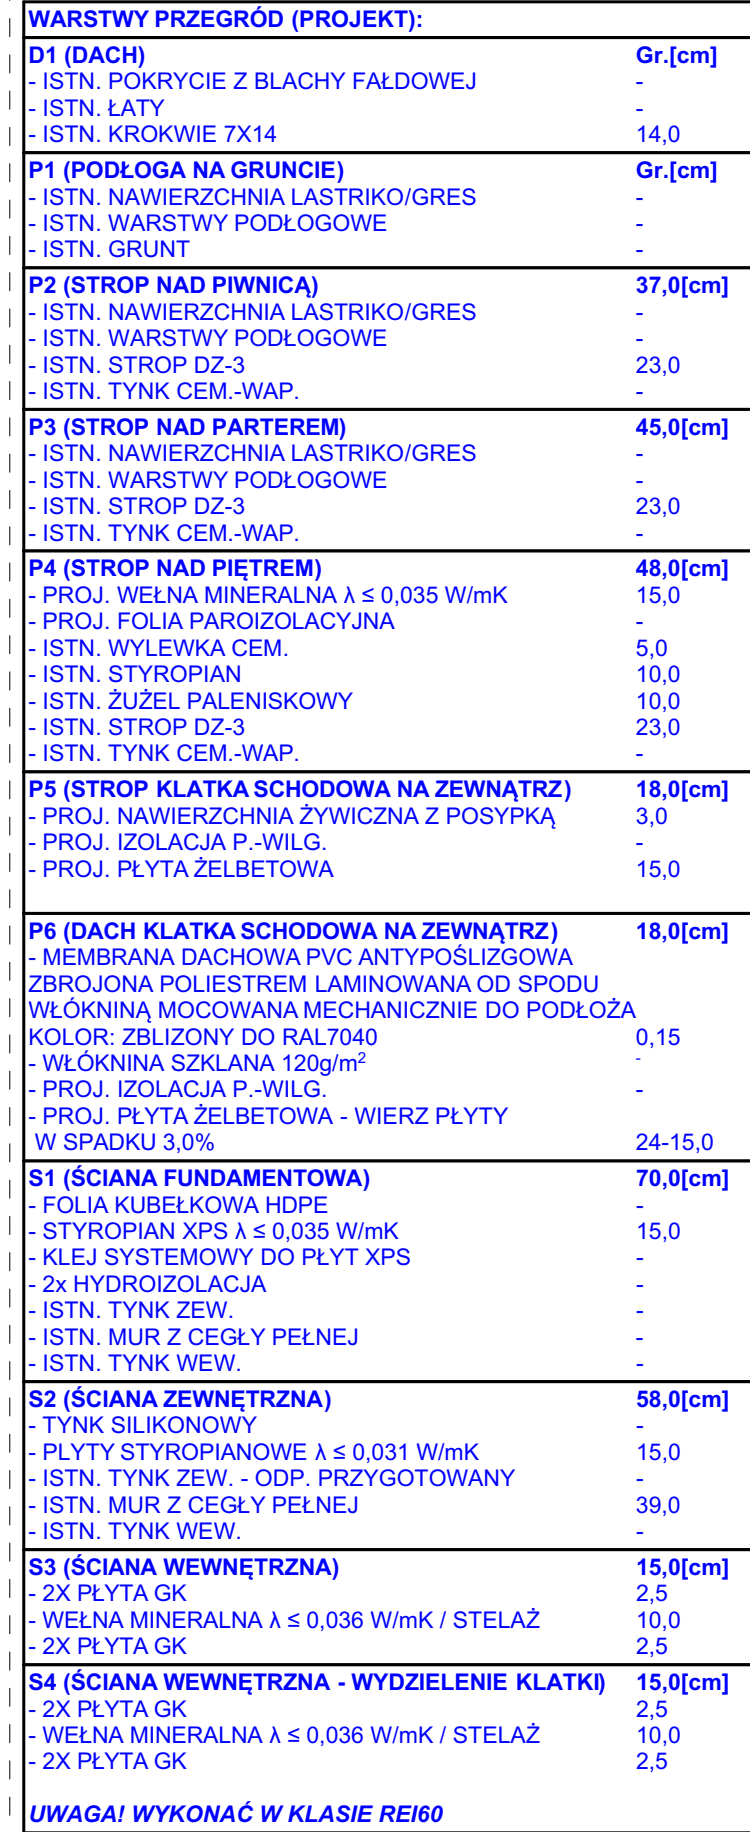 WARSTWY PRZEGRÓD (PROJEKT):
D1 (DACH) Gr.[cm]
- ISTN. POKRYCIE Z BLACHY FAŁDOWEJ -
- ISTN. ŁATY -
- ISTN. KROKWIE 7X14 14,0
P1 (PODŁOGA NA GRUNCIE) Gr.[cm]
- ISTN. NAWIERZCHNIA LASTRIKO/GRES -
- ISTN. WARSTWY PODŁOGOWE -
- ISTN. GRUNT -
P2 (STROP NAD PIWNICĄ) 37,0[cm]
- ISTN. NAWIERZCHNIA LASTRIKO/GRES -
- ISTN. WARSTWY PODŁOGOWE -
- ISTN. STROP DZ-3 23,0
- ISTN. TYNK CEM.-WAP. -
P3 (STROP NAD PARTEREM) 45,0[cm]
- ISTN. NAWIERZCHNIA LASTRIKO/GRES -
- ISTN. WARSTWY PODŁOGOWE -
- ISTN. STROP DZ-3 23,0
- ISTN. TYNK CEM.-WAP. -
P4 (STROP NAD PIĘTREM) 48,0[cm]
- PROJ. WEŁNA MINERALNA λ ≤ 0,035 W/mK 15,0
- PROJ. FOLIA PAROIZOLACYJNA -
- ISTN. WYLEWKA CEM. 5,0
- ISTN. STYROPIAN 10,0
- ISTN. ŻUŻEL PALENISKOWY 10,0
- ISTN. STROP DZ-3 23,0
- ISTN. TYNK CEM.-WAP. -
P5 (STROP KLATKA SCHODOWA NA ZEWNĄTRZ) 18,0[cm]
- PROJ. NAWIERZCHNIA ŻYWICZNA Z POSYPKĄ 3,0
- PROJ. IZOLACJA P.-WILG. -
- PROJ. PŁYTA ŻELBETOWA 15,0
P6 (DACH KLATKA SCHODOWA NA ZEWNĄTRZ) 18,0[cm]
- MEMBRANA DACHOWA PVC ANTYPOŚLIZGOWA
ZBROJONA POLIESTREM LAMINOWANA OD SPODU
WŁÓKNINĄ MOCOWANA MECHANICZNIE DO PODŁOŻA
KOLOR: ZBLIZONY DO RAL7040 0,15
- WŁÓKNINA SZKLANA 120g/m² -
- PROJ. IZOLACJA P.-WILG. -
- PROJ. PŁYTA ŻELBETOWA - WIERZ PŁYTY
W SPADKU 3,0% 24-15,0
S1 (ŚCIANA FUNDAMENTOWA) 70,0[cm]
- FOLIA KUBEŁKOWA HDPE -
- STYROPIAN XPS λ ≤ 0,035 W/mK 15,0
- KLEJ SYSTEMOWY DO PŁYT XPS -
- 2x HYDROIZOLACJA -
- ISTN. TYNK ZEW. -
- ISTN. MUR Z CEGŁY PEŁNEJ -
- ISTN. TYNK WEW. -
S2 (ŚCIANA ZEWNĘTRZNA) 58,0[cm]
- TYNK SILIKONOWY -
- PLYTY STYROPIANOWE λ ≤ 0,031 W/mK 15,0
- ISTN. TYNK ZEW. - ODP. PRZYGOTOWANY -
- ISTN. MUR Z CEGŁY PEŁNEJ 39,0
- ISTN. TYNK WEW. -
S3 (ŚCIANA WEWNĘTRZNA) 15,0[cm]
- 2X PŁYTA GK 2,5
- WEŁNA MINERALNA λ ≤ 0,036 W/mK / STELAŻ 10,0
- 2X PŁYTA GK 2,5
S4 (ŚCIANA WEWNĘTRZNA - WYDZIELENIE KLATKI) 15,0[cm]
- 2X PŁYTA GK 2,5
- WEŁNA MINERALNA λ ≤ 0,036 W/mK / STELAŻ 10,0
- 2X PŁYTA GK 2,5
UWAGA! WYKONAĆ W KLASIE REI60